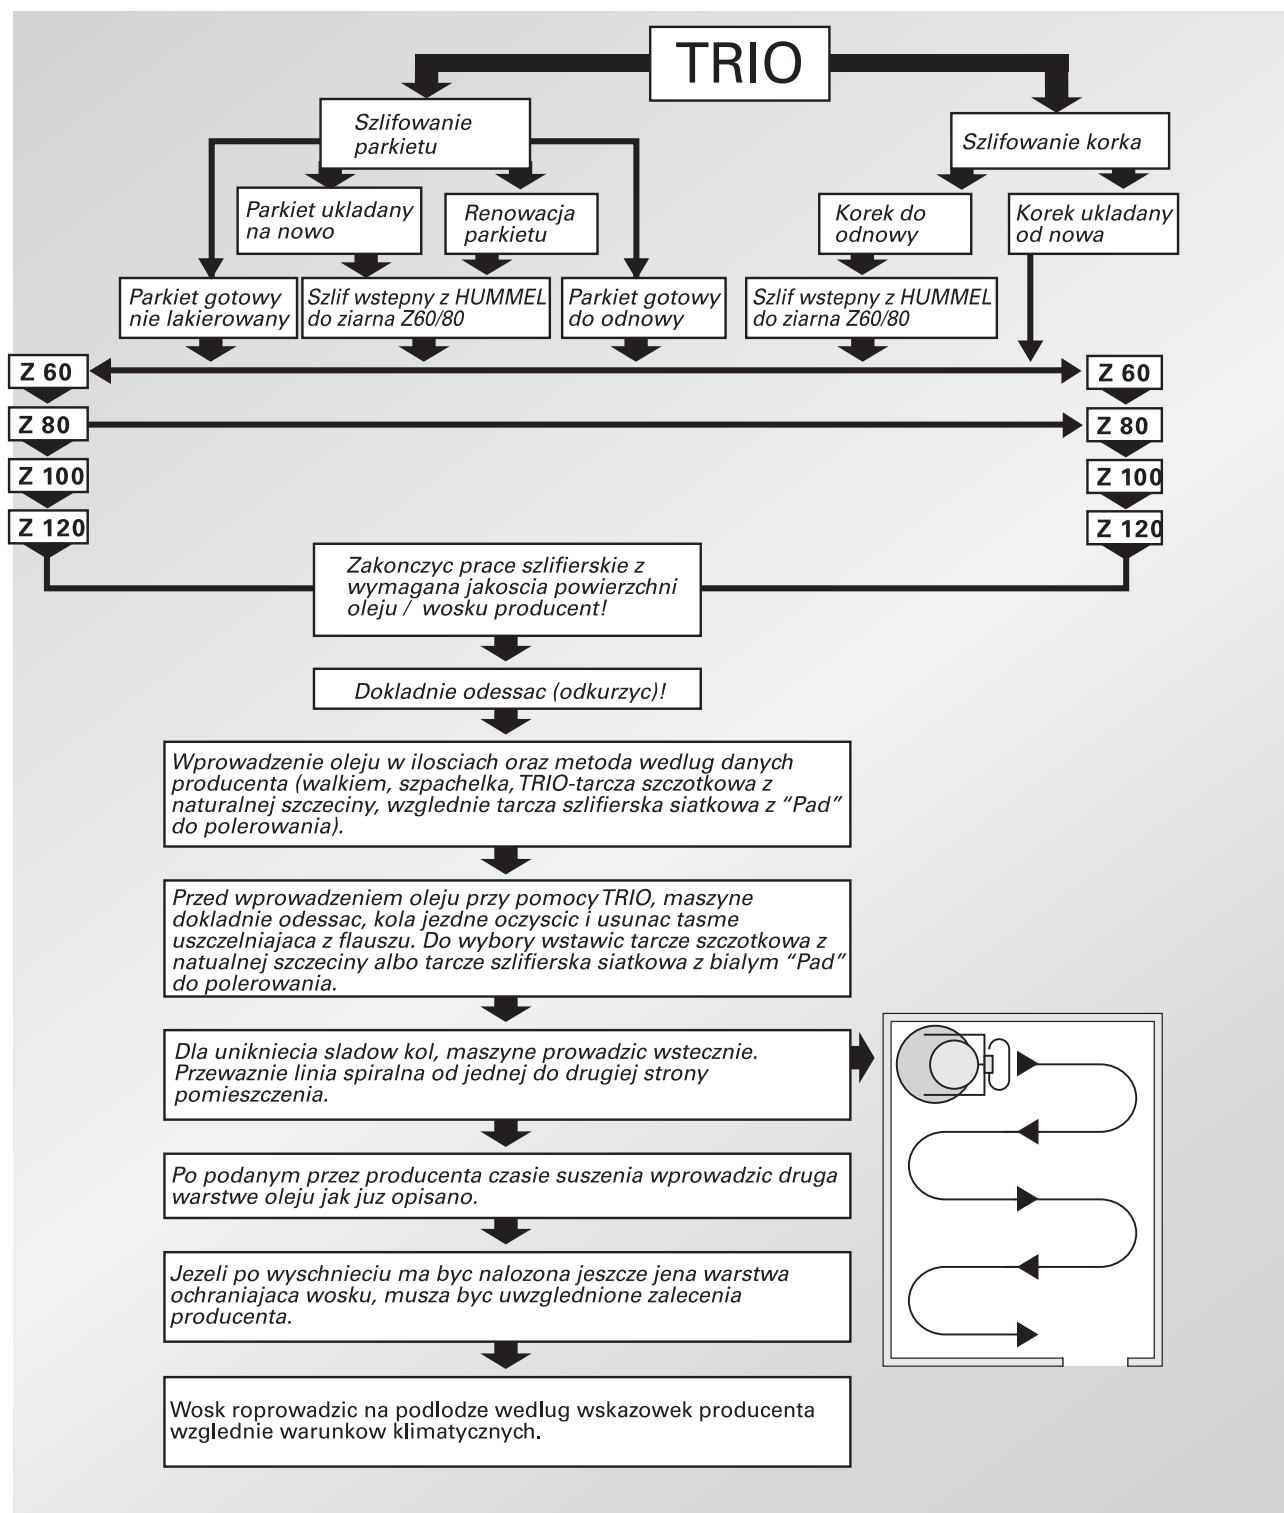 TRIO
Szlifowanie
parkietu
Szlifowanie korka
Parkiet ukladany
na nowo
Renowacja
parkietu
Korek do
odnowy
Korek ukladany
od nowa
Parkiet gotowy
nie lakierowany
Szlif wstepny z HUMMEL
do ziarna Z60/80
Parkiet gotowy
do odnowy
Szlif wstepny z HUMMEL
do ziarna Z60/80
Z 60
Z 60
Z 80
Z 80
Z 100
Z 100
Z 120
Z 120
Zakonczyc prace szlifierskie z
wymagana jakoscia powierzchni
oleju / wosku producent!
Dokladnie odessac (odkurzyc)!
Wprowadzenie oleju w ilosciach oraz metoda wedlug danych
producenta (walkiem, szpachelka, TRIO-tarcza szczotkowa z
naturalnej szczeciny, wzglednie tarcza szlifierska siatkowa z “Pad”
do polerowania).
Przed wprowadzeniem oleju przy pomocy TRIO, maszyne
dokladnie odessac, kola jezdne oczyscic i usunac tasme
uszczelniajaca z flauszu. Do wybory wstawic tarcze szczotkowa z
natualnej szczeciny albo tarcze szlifierska siatkowa z bialym “Pad”
do polerowania.
Dla unikniecia sladow kol, maszyne prowadzic wstecznie.
Przewaznie linia spiralna od jednej do drugiej strony
pomieszczenia.
Po podanym przez producenta czasie suszenia wprowadzic druga
warstwe oleju jak juz opisano.
Jezeli po wyschnieciu ma byc nalozona jeszcze jena warstwa
ochraniajaca wosku, musza byc uwzglednione zalecenia
producenta.
Wosk roprowadzic na podlodze wedlug wskazowek producenta
wzglednie warunkow klimatycznych.